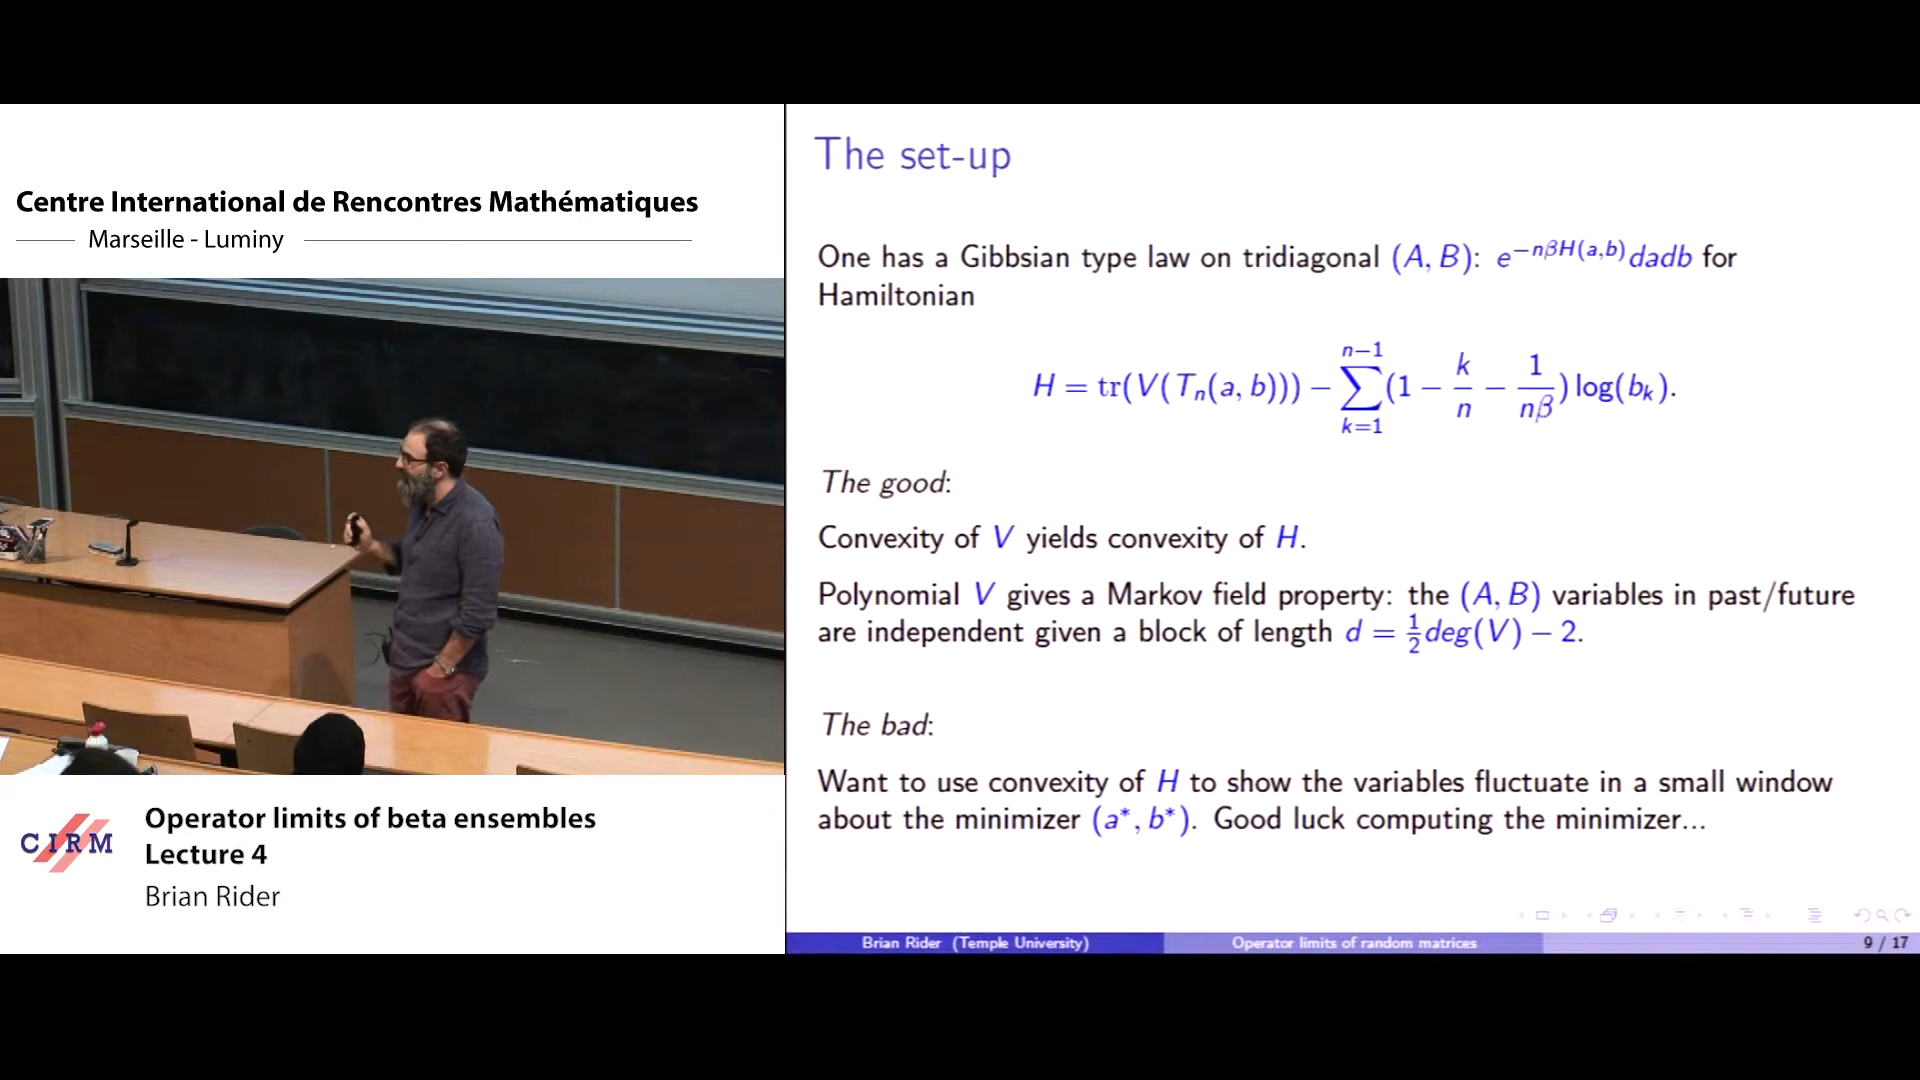 Centre International de Rencontres Mathématiques
Marseille - Luminy
CIRM
Operator limits of beta ensembles
Lecture 4
Brian Rider
The set-up
One has a Gibbsian type law on tridiagonal (A, B): e^{-nβH(a,b)} dadb for
Hamiltonian
H = tr(V(T_n(a, b))) − ∑_{k=1}^{n−1} (1 − k/n − 1/(nβ)) log(b_k).
The good:
Convexity of V yields convexity of H.
Polynomial V gives a Markov field property: the (A, B) variables in past/future
are independent given a block of length d = ½deg(V) − 2.
The bad:
Want to use convexity of H to show the variables fluctuate in a small window
about the minimizer (a*, b*). Good luck computing the minimizer...
Brian Rider (Temple University)
Operator limits of random matrices
9 / 17